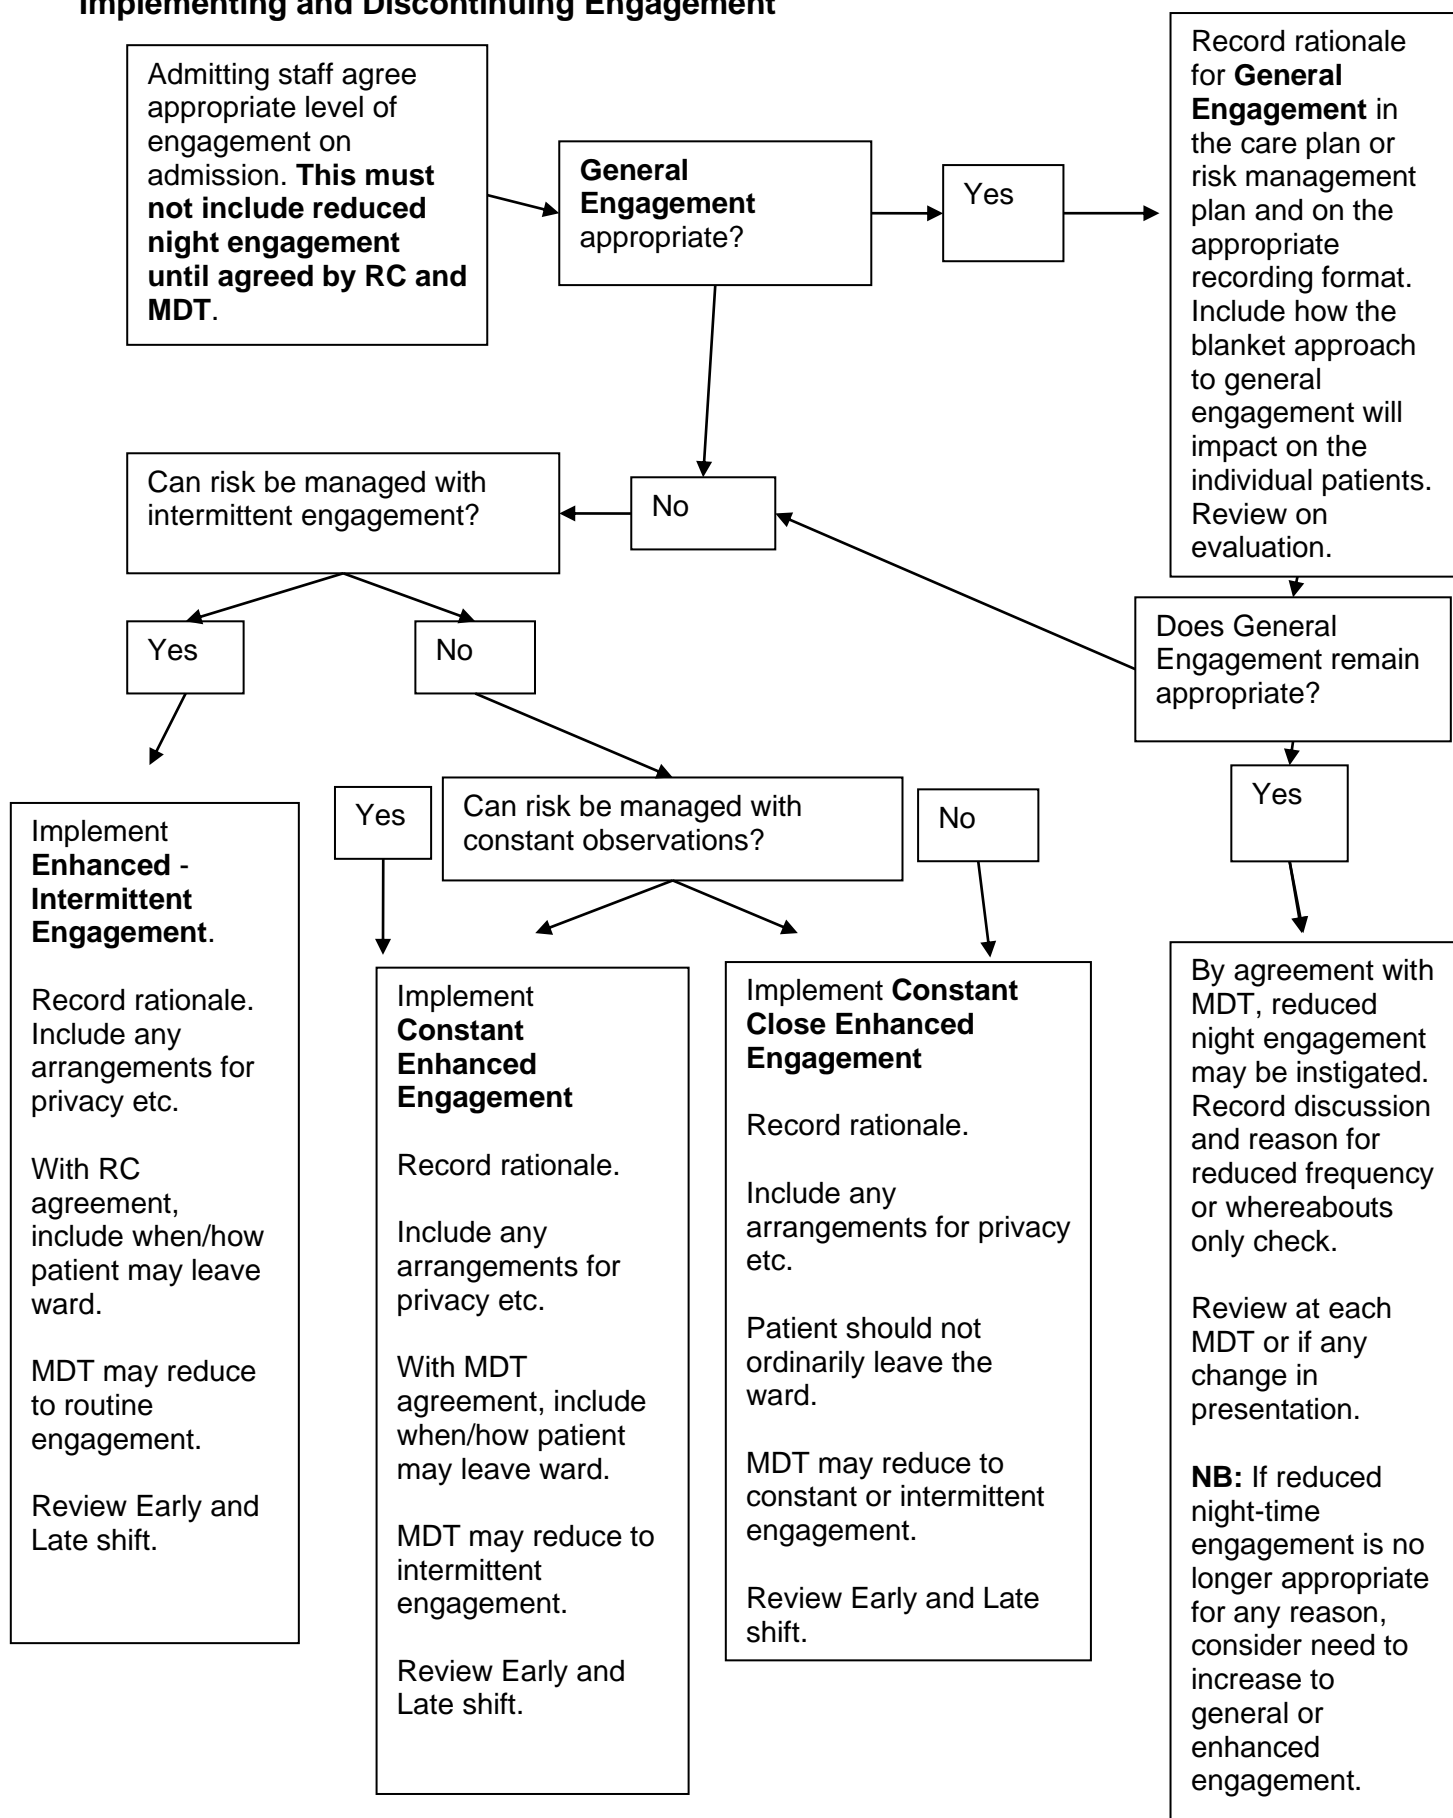 Implementing and Discontinuing Engagement
Admitting staff agree
appropriate level of
engagement on
admission. This must
not include reduced
night engagement
until agreed by RC and
MDT.
General
Engagement
appropriate?
Yes
Record rationale
for General
Engagement in
the care plan or
risk management
plan and on the
appropriate
recording format.
Include how the
blanket approach
to general
engagement will
impact on the
individual patients.
Review on
evaluation.
Can risk be managed with
intermittent engagement?
No
Does General
Engagement remain
appropriate?
Yes
No
Yes
Can risk be managed with
constant observations?
No
Yes
Implement
Enhanced -
Intermittent
Engagement.
Record rationale.
Include any
arrangements for
privacy etc.
With RC
agreement,
include when/how
patient may leave
ward.
MDT may reduce
to routine
engagement.
Review Early and
Late shift.
Implement
Constant
Enhanced
Engagement
Record rationale.
Include any
arrangements for
privacy etc.
With MDT
agreement, include
when/how patient
may leave ward.
MDT may reduce to
intermittent
engagement.
Review Early and
Late shift.
Implement Constant
Close Enhanced
Engagement
Record rationale.
Include any
arrangements for privacy
etc.
Patient should not
ordinarily leave the
ward.
MDT may reduce to
constant or intermittent
engagement.
Review Early and Late
shift.
By agreement with
MDT, reduced
night engagement
may be instigated.
Record discussion
and reason for
reduced frequency
or whereabouts
only check.
Review at each
MDT or if any
change in
presentation.
NB: If reduced
night-time
engagement is no
longer appropriate
for any reason,
consider need to
increase to
general or
enhanced
engagement.